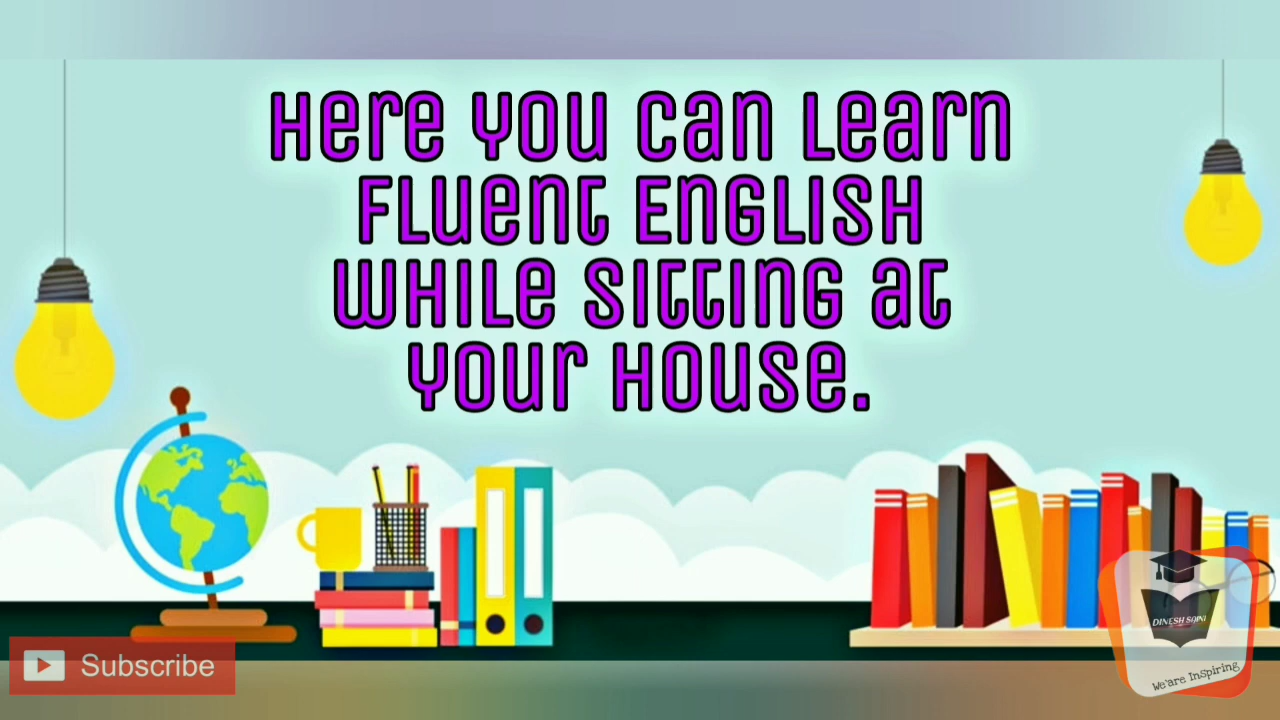 Here you can learn
fluent English
while sitting at
your house.
Subscribe
DINESH SAINI
We'are Inspiring